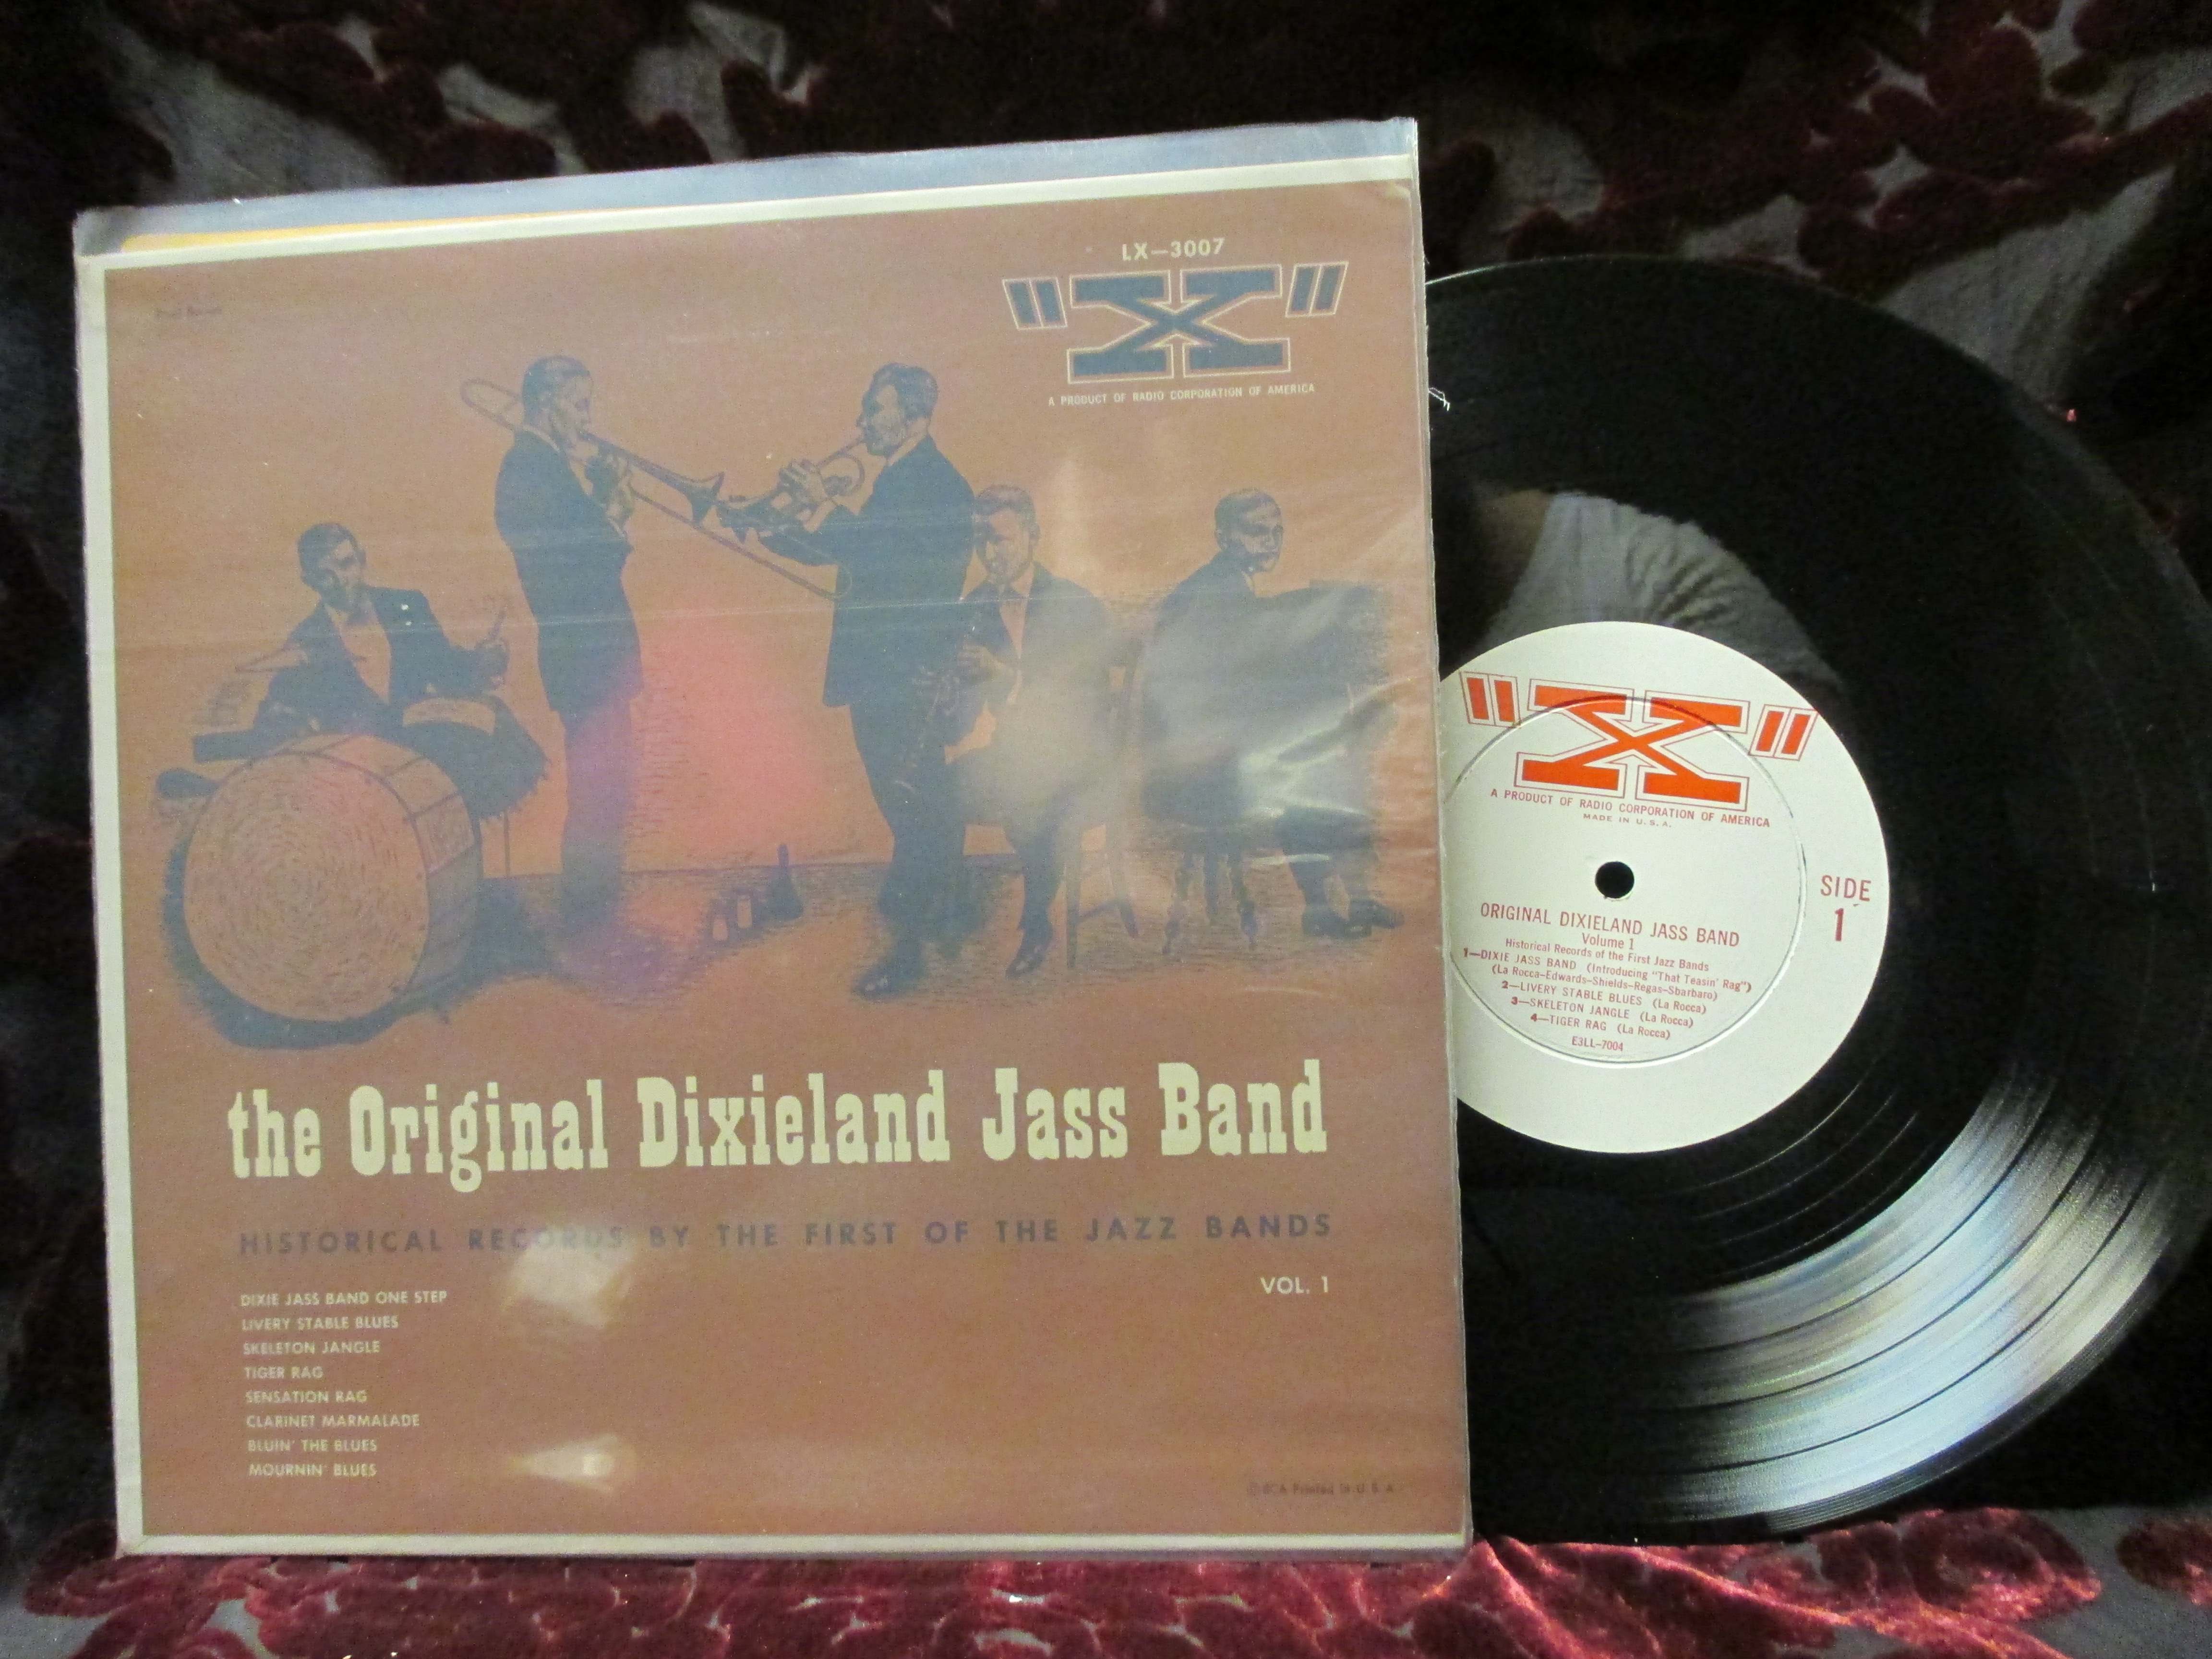 LX-3007
"X"
A PRODUCT OF RADIO CORPORATION OF AMERICA
the Original Dixieland Jass Band
HISTORICAL RECORDS BY THE FIRST OF THE JAZZ BANDS
VOL. 1
DIXIE JASS BAND ONE STEP
LIVERY STABLE BLUES
SKELETON JANGLE
TIGER RAG
SENSATION RAG
CLARINET MARMALADE
BLUIN' THE BLUES
MOURNIN' BLUES
©RCA Printed in U.S.A.
"X"
A PRODUCT OF RADIO CORPORATION OF AMERICA
MADE IN U.S.A.
SIDE
1
ORIGINAL DIXIELAND JASS BAND
Volume 1
Historical Records of the First Jazz Bands
1—DIXIE JASS BAND (Introducing "That Teasin' Rag")
(La Rocca-Edwards-Shields-Regas-Sbarbaro)
2—LIVERY STABLE BLUES (La Rocca)
3—SKELETON JANGLE (La Rocca)
4—TIGER RAG (La Rocca)
E3LL-7004